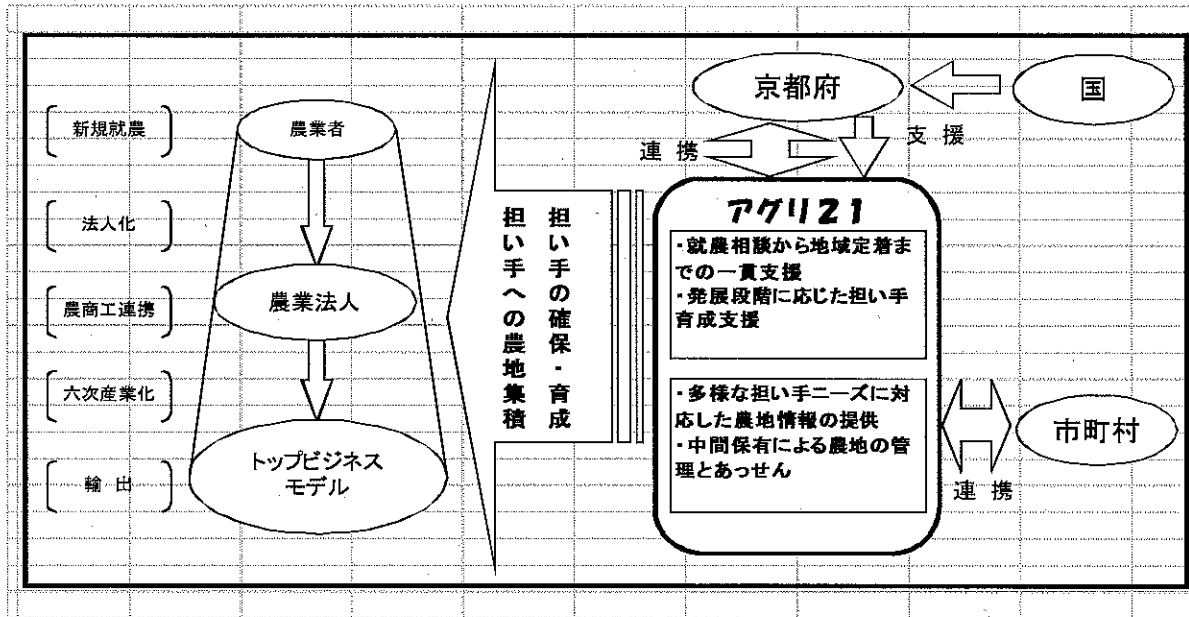 新規就農
法人化
農商工連携
六次産業化
輸出
農業者
農業法人
トップビジネス
モデル
担い手の確保・育成
担い手への農地集積
京都府
国
連携
支援
アグリ21
・就農相談から地域定着ま
での一貫支援
・発展段階に応じた担い手
育成支援
・多様な担い手ニーズに対
応した農地情報の提供
・中間保有による農地の管
理とあっせん
市町村
連携